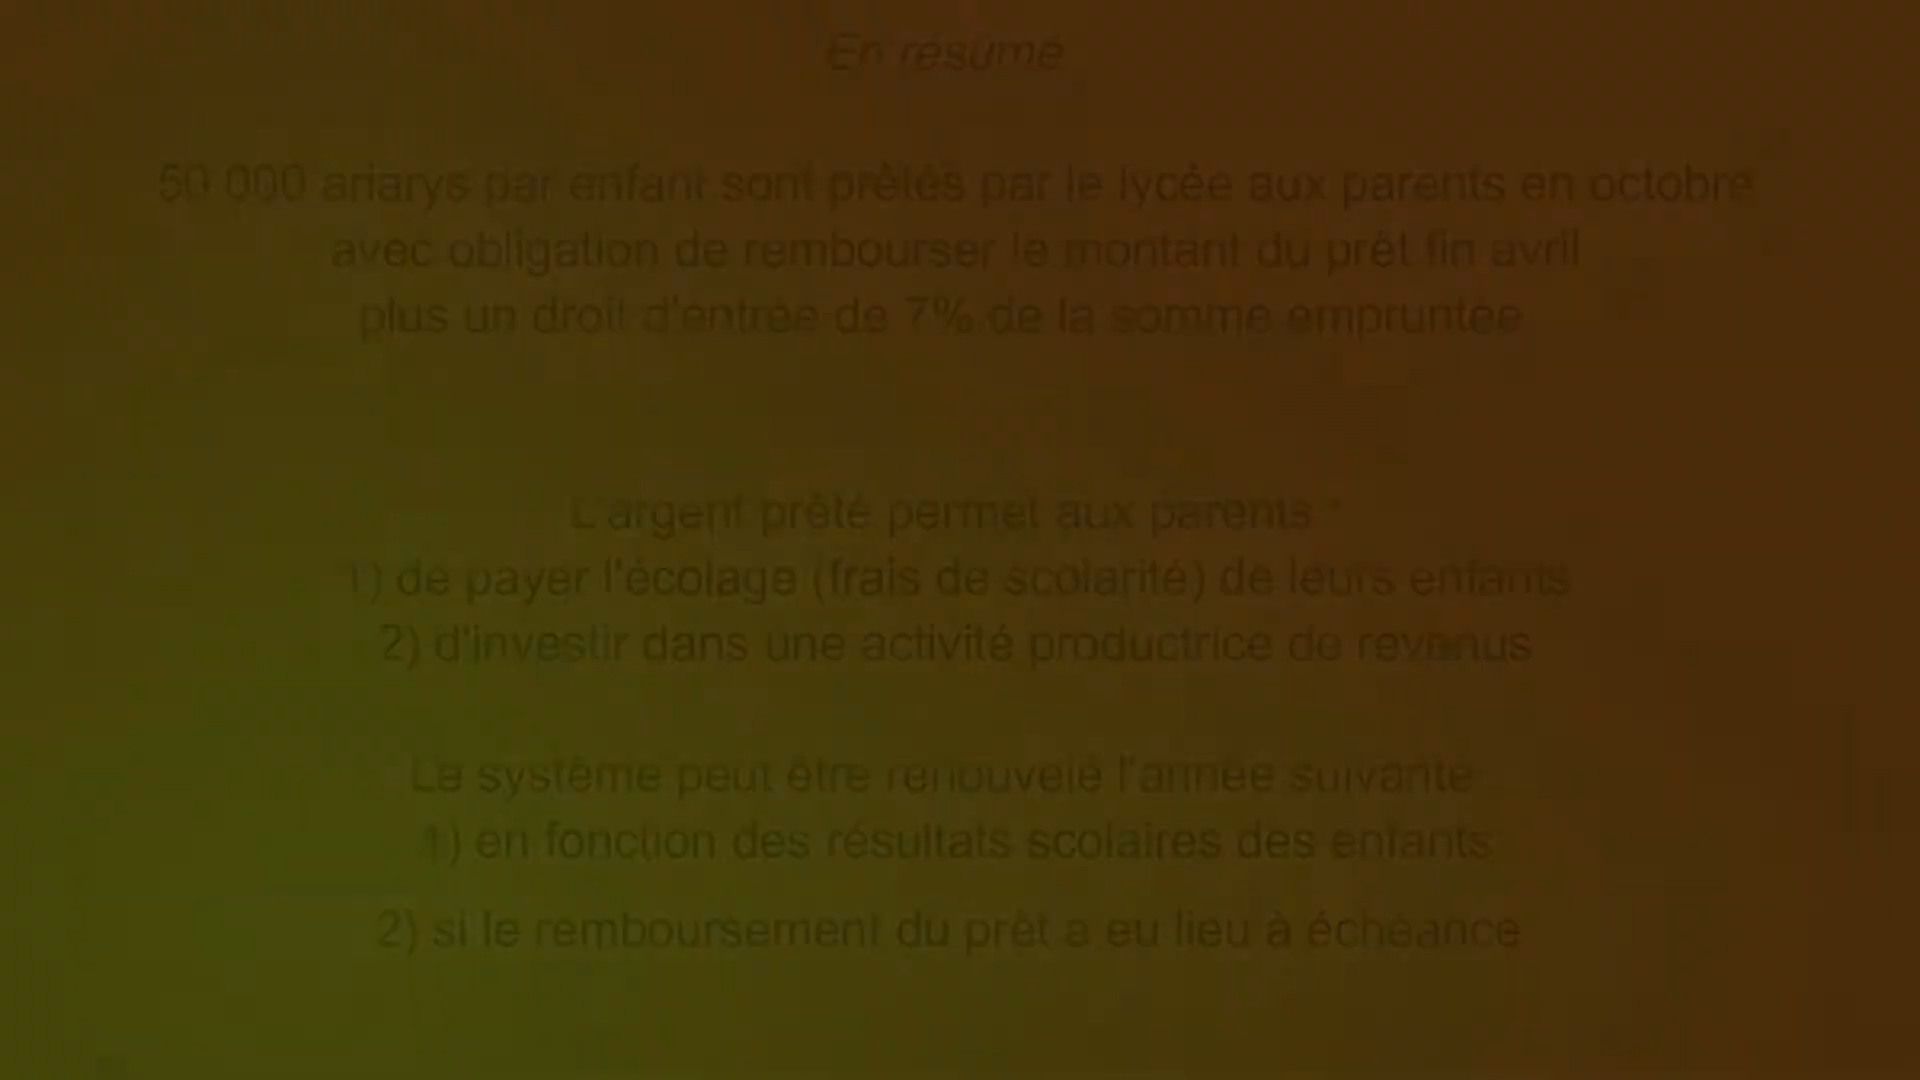 En résumé
50 000 ariarys par enfant sont prêtés par le lycée aux parents en octobre
avec obligation de rembourser le montant du prêt fin avril
plus un droit d'entrée de 7% de la somme empruntée
L'argent prêté permet aux parents :
1) de payer l'écolage (frais de scolarité) de leurs enfants
2) d'investir dans une activité productrice de revenus
Le système peut être renouvelé l'année suivante
1) en fonction des résultats scolaires des enfants
2) si le remboursement du prêt a eu lieu à échéance